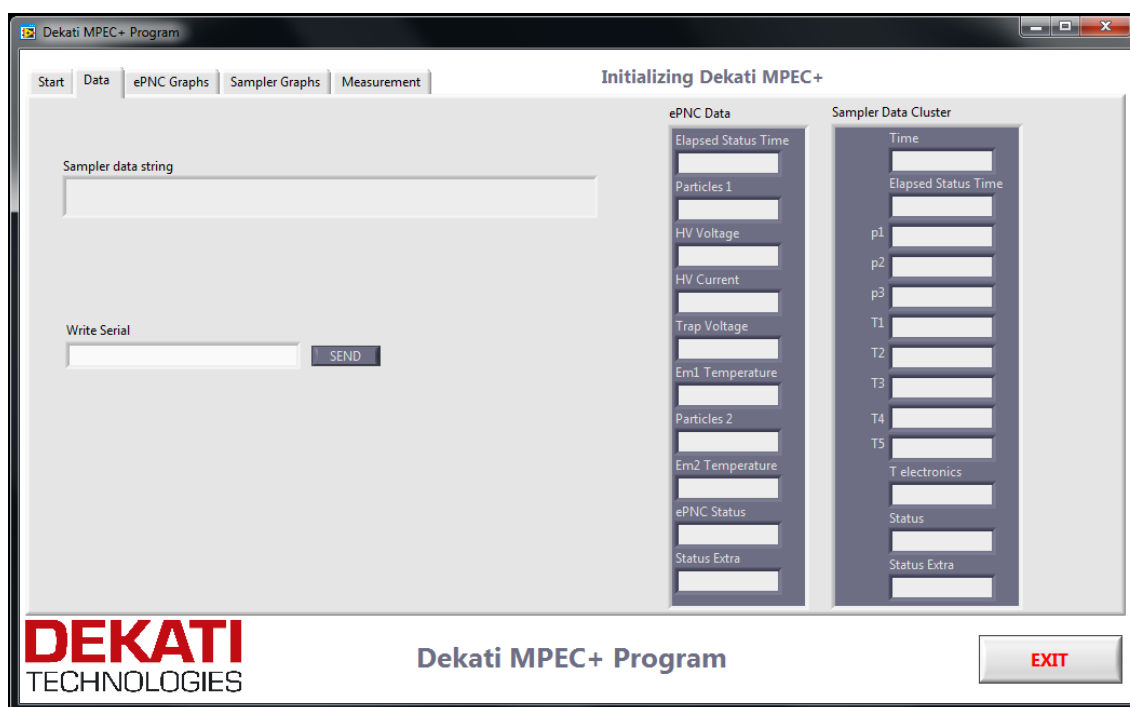 Dekati MPEC+ Program
Start Data ePNC Graphs Sampler Graphs Measurement
Initializing Dekati MPEC+
Sampler data string
Write Serial
SEND
ePNC Data
Elapsed Status Time
Particles 1
HV Voltage
HV Current
Trap Voltage
Em1 Temperature
Particles 2
Em2 Temperature
ePNC Status
Status Extra
Sampler Data Cluster
Time
Elapsed Status Time
p1
p2
p3
T1
T2
T3
T4
T5
T electronics
Status
Status Extra
DEKATI
TECHNOLOGIES
Dekati MPEC+ Program
EXIT